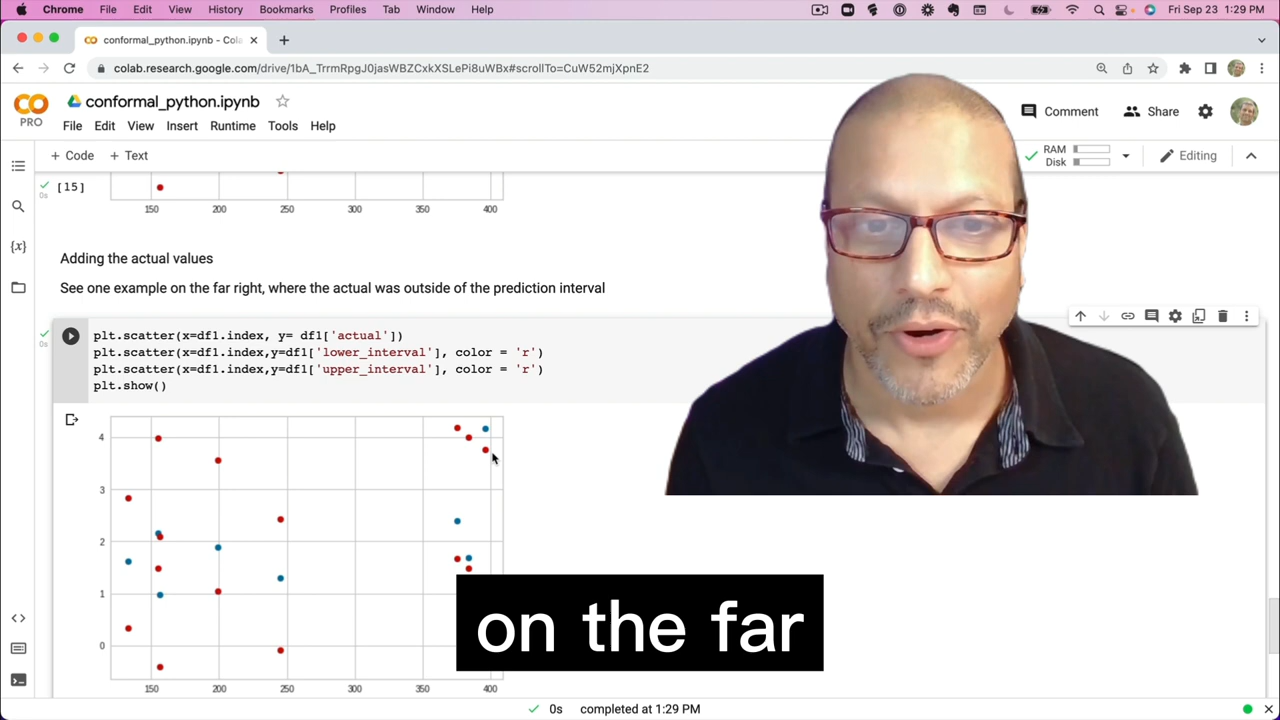 Chrome File Edit View History Bookmarks Profiles Tab Window Help Fri Sep 23 1:29 PM
conformal_python.ipynb - Cola
colab.research.google.com/drive/1bA_TrrmRpgJ0jasWBZCxkXSLePi8uWBx#scrollTo=CuW52mjXpnE2
conformal_python.ipynb
PRO
File Edit View Insert Runtime Tools Help
Comment Share
+ Code + Text
RAM
Disk
Editing
[15]
0s
150 200 250 300 350 400
Adding the actual values
See one example on the far right, where the actual was outside of the prediction interval
0s
plt.scatter(x=df1.index, y= df1['actual'])
plt.scatter(x=df1.index,y=df1['lower_interval'], color = 'r')
plt.scatter(x=df1.index,y=df1['upper_interval'], color = 'r')
plt.show()
4
3
2
1
0
150 200 250 300 350 400
on the far
0s completed at 1:29 PM